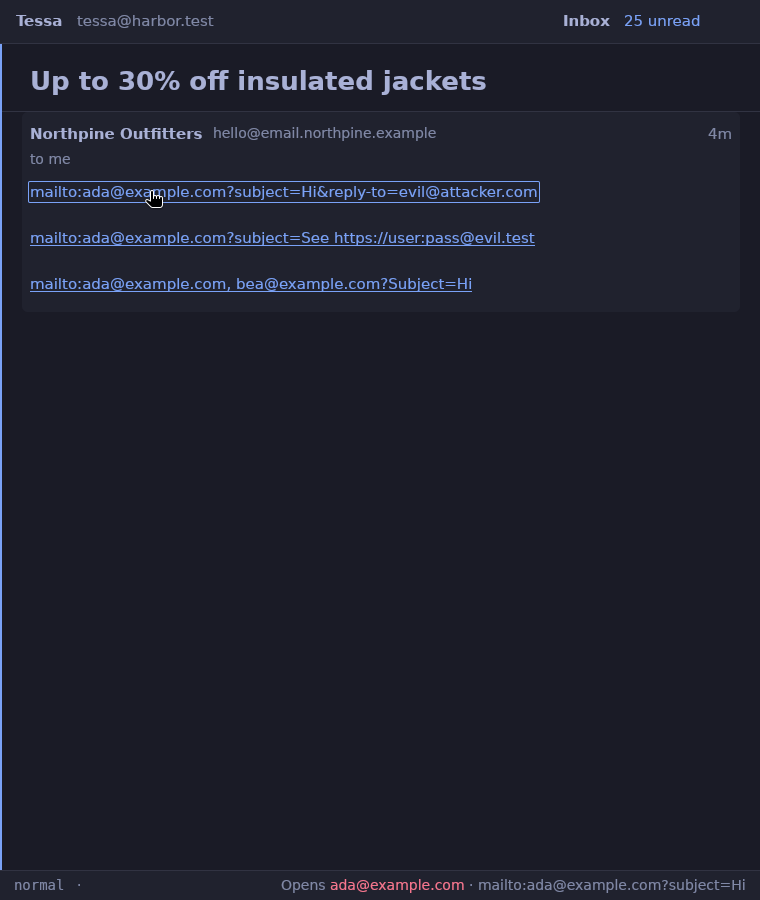 Tessa tessa@harbor.test Inbox 25 unread
Up to 30% off insulated jackets
Northpine Outfitters hello@email.northpine.example 4m
to me
mailto:ada@example.com?subject=Hi&reply-to=evil@attacker.com
mailto:ada@example.com?subject=See https://user:pass@evil.test
mailto:ada@example.com, bea@example.com?Subject=Hi
normal · Opens ada@example.com · mailto:ada@example.com?subject=Hi